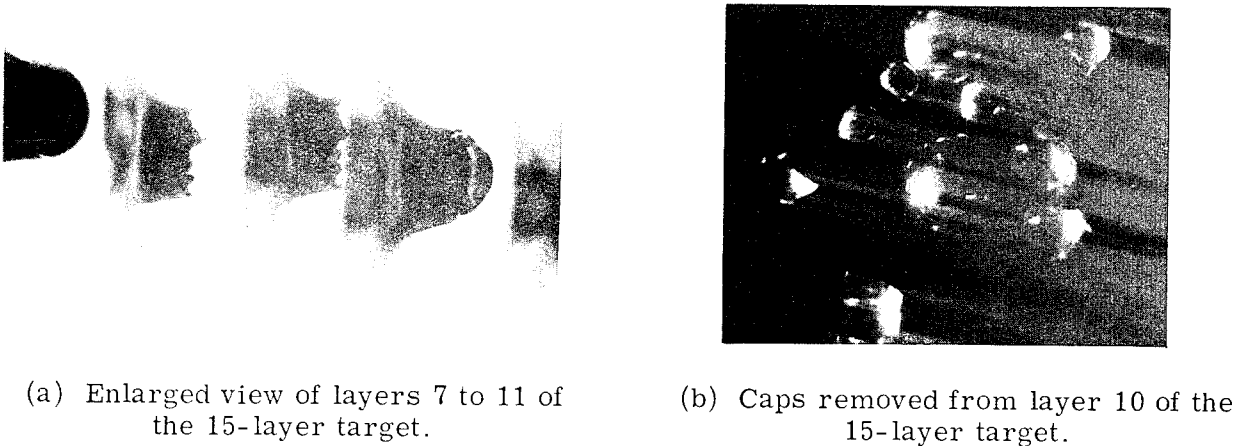 (a) Enlarged view of layers 7 to 11 of
the 15-layer target.
(b) Caps removed from layer 10 of the
15-layer target.